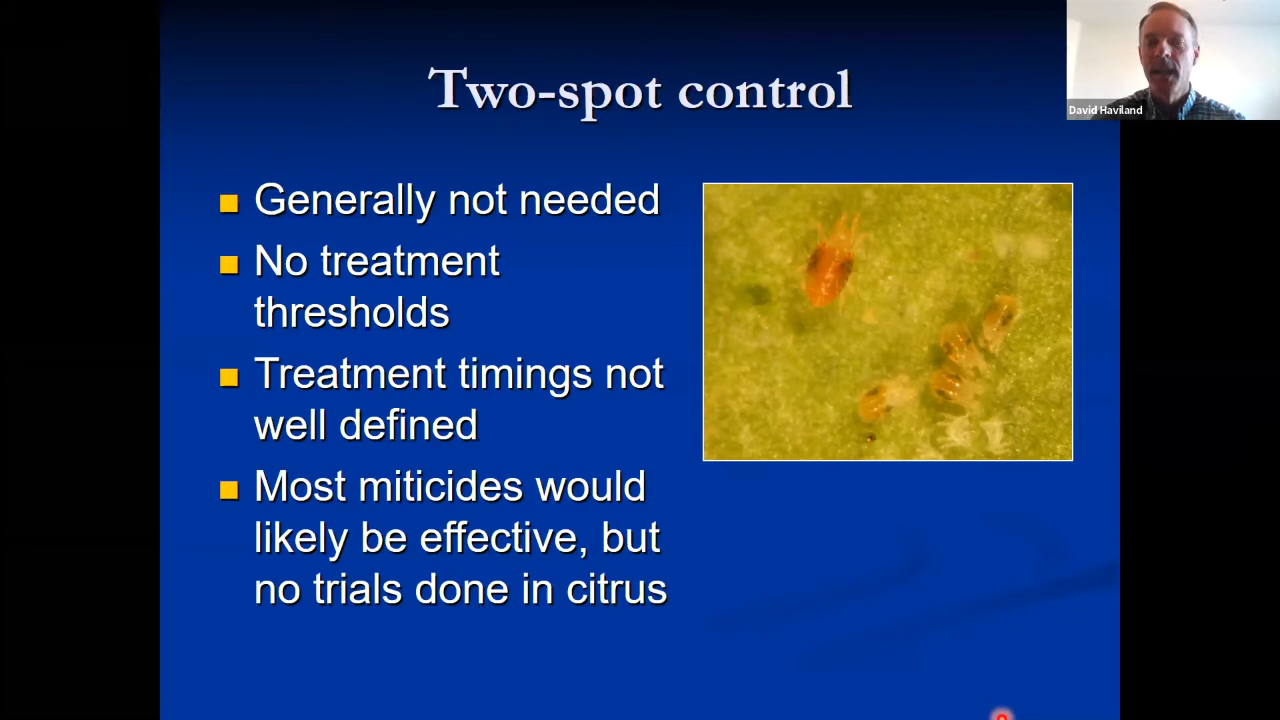 Two-spot control
David Haviland
Generally not needed
No treatment
thresholds
Treatment timings not
well defined
Most miticides would
likely be effective, but
no trials done in citrus